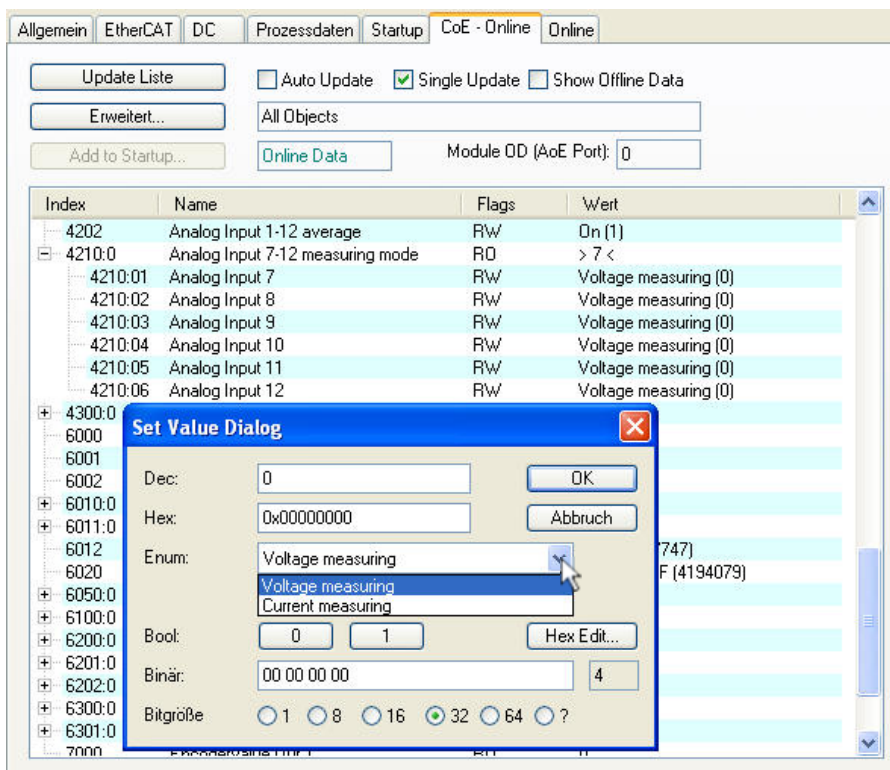 Allgemein EtherCAT DC Prozessdaten Startup CoE - Online Online
Update Liste Auto Update Single Update Show Offline Data
Erweitert... All Objects
Add to Startup... Online Data Module OD (AoE Port): 0
Index Name Flags Wert
4202 Analog Input 1-12 average RW On (1)
4210:0 Analog Input 7-12 measuring mode RO > 7 <
4210:01 Analog Input 7 RW Voltage measuring (0)
4210:02 Analog Input 8 RW Voltage measuring (0)
4210:03 Analog Input 9 RW Voltage measuring (0)
4210:04 Analog Input 10 RW Voltage measuring (0)
4210:05 Analog Input 11 RW Voltage measuring (0)
4210:06 Analog Input 12 RW Voltage measuring (0)
4300:0
6000
6001
6002
6010:0
6011:0
6012 747)
6020 F (4194079)
6050:0
6100:0
6200:0
6201:0
6202:0
6300:0
6301:0
7000
Set Value Dialog
Dec: 0 OK
Hex: 0x00000000 Abbruch
Enum: Voltage measuring
Voltage measuring
Current measuring
Bool: 0 1 Hex Edit...
Binär: 00 00 00 00 4
Bitgröße 1 8 16 32 64 ?